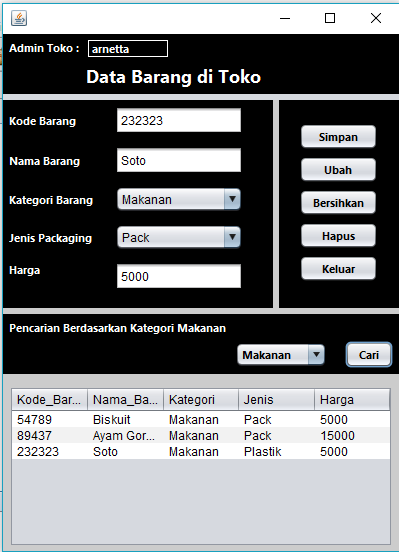 Admin Toko : arnetta
Data Barang di Toko
Kode Barang 232323
Nama Barang Soto
Kategori Barang Makanan
Jenis Packaging Pack
Harga 5000
Simpan
Ubah
Bersihkan
Hapus
Keluar
Pencarian Berdasarkan Kategori Makanan
Makanan Cari
Kode_Bar... Nama_Ba... Kategori Jenis Harga
54789 Biskuit Makanan Pack 5000
89437 Ayam Gor... Makanan Pack 15000
232323 Soto Makanan Plastik 5000